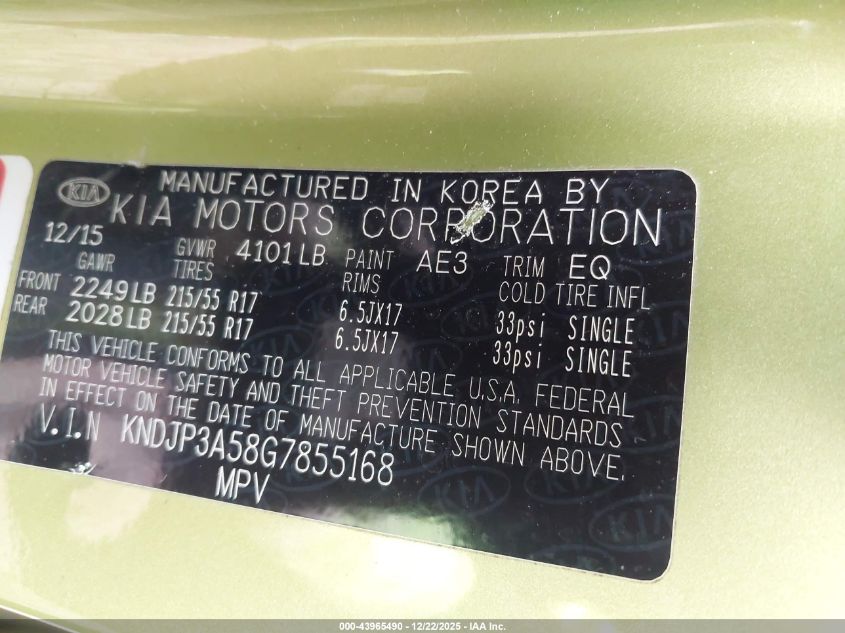 KIA MANUFACTURED IN KOREA BY
KIA MOTORS CORPORATION
12/15 GVWR 4101LB PAINT AE3 TRIM EQ
GAWR TIRES RIMS COLD TIRE INFL
FRONT 2249LB 215/55 R17 6.5JX17 33psi SINGLE
REAR 2028LB 215/55 R17 6.5JX17 33psi SINGLE
THIS VEHICLE CONFORMS TO ALL APPLICABLE U.S.A. FEDERAL
MOTOR VEHICLE SAFETY AND THEFT PREVENTION STANDARDS
IN EFFECT ON THE DATE OF MANUFACTURE SHOWN ABOVE.
V.I.N KNDJP3A58G7855168
MPV
000-43965490 - 12/22/2025 - IAA Inc.